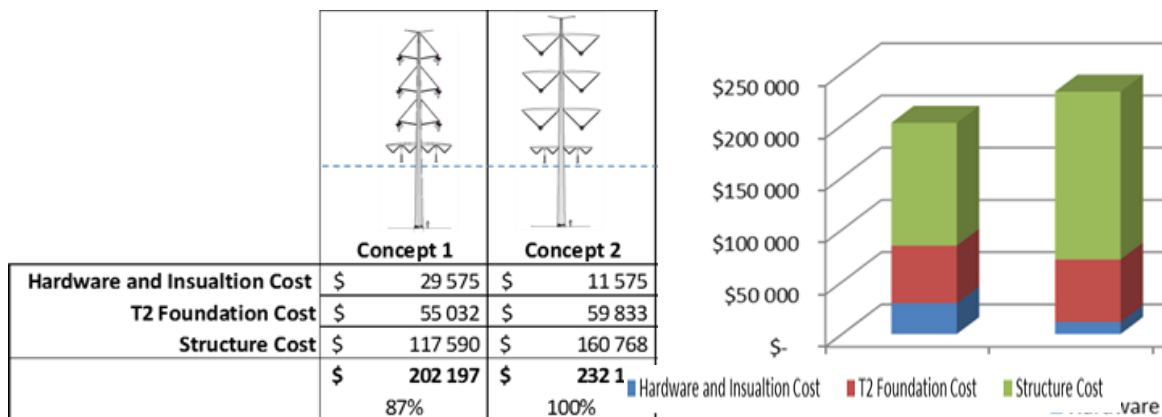 Concept 1 Concept 2
Hardware and Insualtion Cost $ 29 575 $ 11 575
T2 Foundation Cost $ 55 032 $ 59 833
Structure Cost $ 117 590 $ 160 768
$ 202 197 $ 232 1
87% 100%
$250 000
$200 000
$150 000
$100 000
$50 000
$-
Hardware and Insualtion Cost T2 Foundation Cost Structure Cost